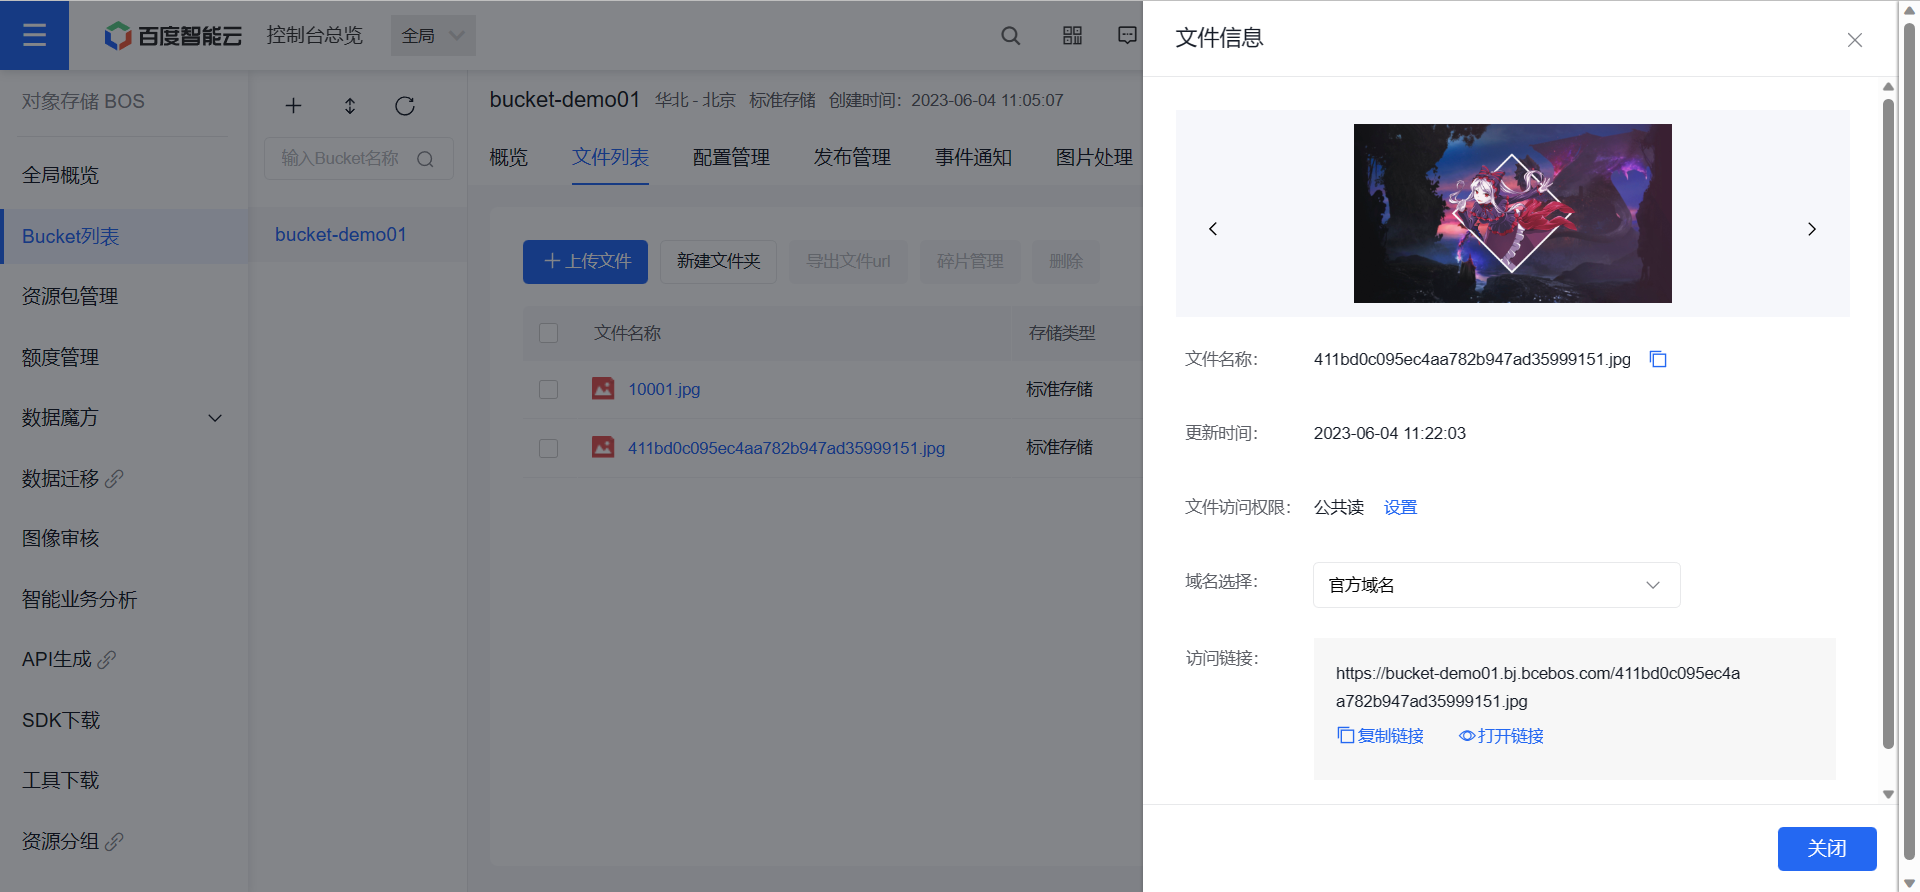 百度智能云
控制台总览
全局
对象存储 BOS
全局概览
Bucket列表
资源包管理
额度管理
数据魔方
数据迁移
图像审核
智能业务分析
API生成
SDK下载
工具下载
资源分组
输入Bucket名称
bucket-demo01
bucket-demo01 华北 - 北京 标准存储 创建时间：2023-06-04 11:05:07
概览 文件列表 配置管理 发布管理 事件通知 图片处理
上传文件 新建文件夹 导出文件url 碎片管理 删除
文件名称 存储类型
10001.jpg 标准存储
411bd0c095ec4aa782b947ad35999151.jpg 标准存储
文件信息
文件名称： 411bd0c095ec4aa782b947ad35999151.jpg
更新时间： 2023-06-04 11:22:03
文件访问权限： 公共读 设置
域名选择： 官方域名
访问链接： https://bucket-demo01.bj.bcebos.com/411bd0c095ec4a
a782b947ad35999151.jpg
复制链接 打开链接
关闭